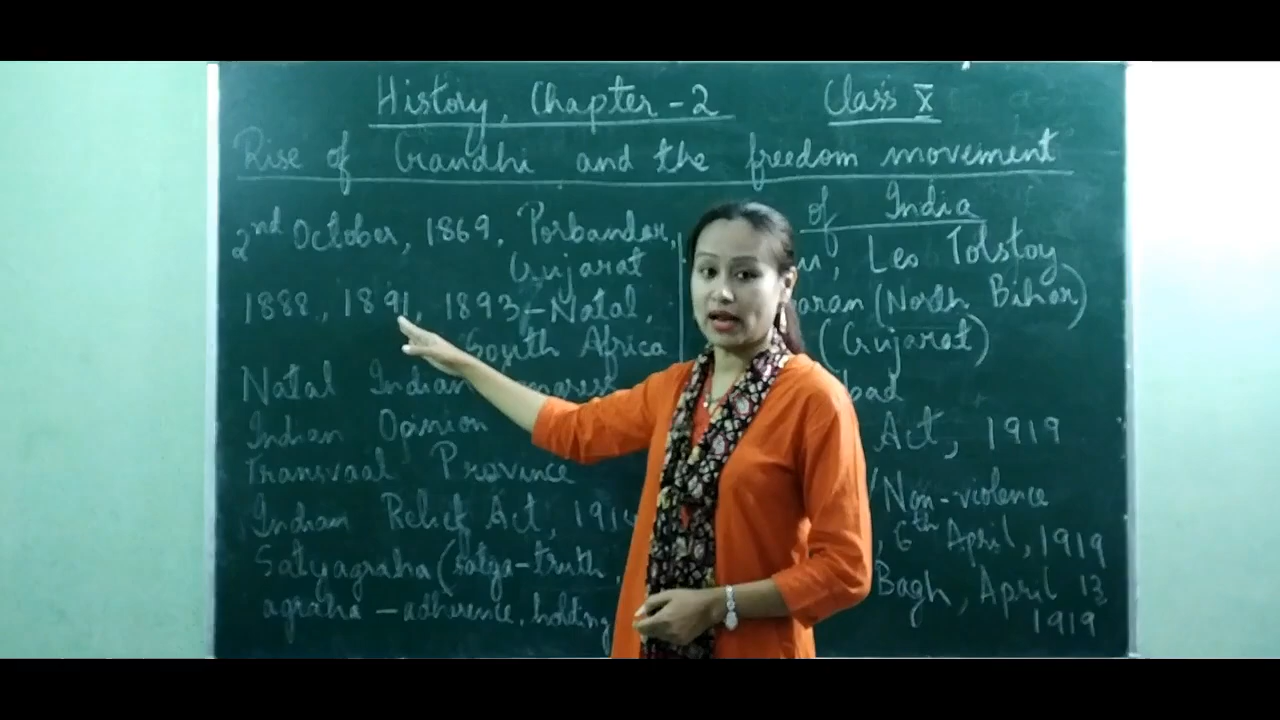 History, Chapter - 2 Class X
Rise of Gandhi and the freedom movement
of India
2nd October, 1869, Porbander,
Gujarat
1888, 1891, 1893 - Natal,
South Africa
Natal Indian
Indian Opinion
Transvaal Province
Indian Relief Act,
Satyagraha (Satya - truth,
agraha - adherence, holding
Leo Tolstoy
(North Bihar)
(Gujarat)
Act, 1919
Non-violence
, 6th April, 1919
Bagh, April 13
1919